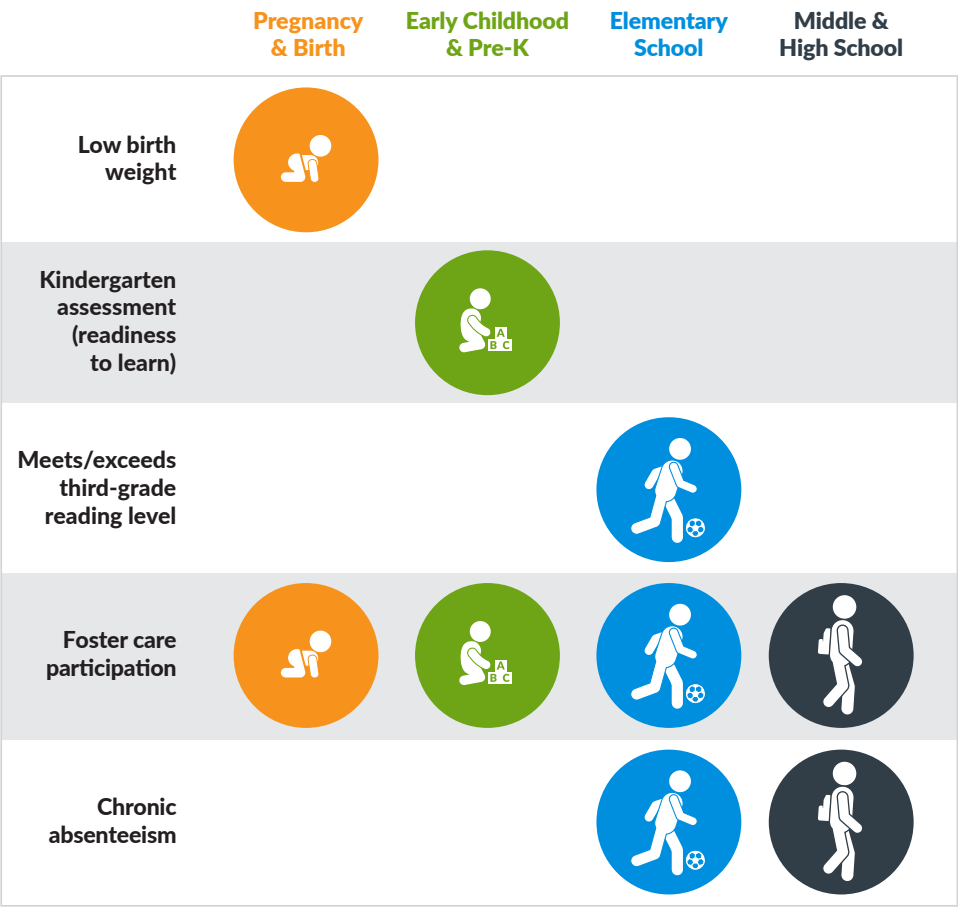 Pregnancy
& Birth
Early Childhood
& Pre-K
Elementary
School
Middle &
High School
Low birth
weight
Kindergarten
assessment
(readiness
to learn)
A
B C
Meets/exceeds
third-grade
reading level
Foster care
participation
A
B C
Chronic
absenteeism